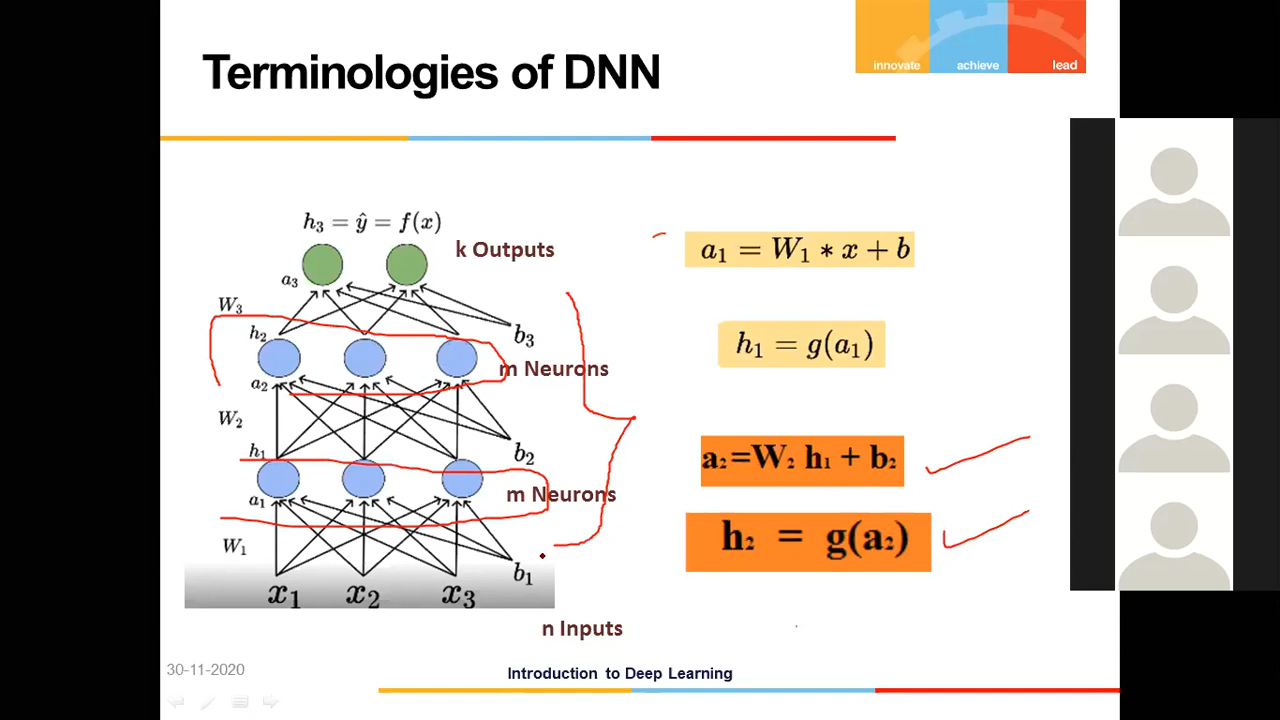 Terminologies of DNN
innovate achieve lead
h₃ = ŷ = f(x)
k Outputs
a₃
W₃
h₂
b₃
m Neurons
a₂
W₂
h₁
b₂
m Neurons
a₁
W₁
b₁
x₁ x₂ x₃
n Inputs
a₁ = W₁ * x + b
h₁ = g(a₁)
a₂=W₂ h₁ + b₂
h₂ = g(a₂)
30-11-2020
Introduction to Deep Learning